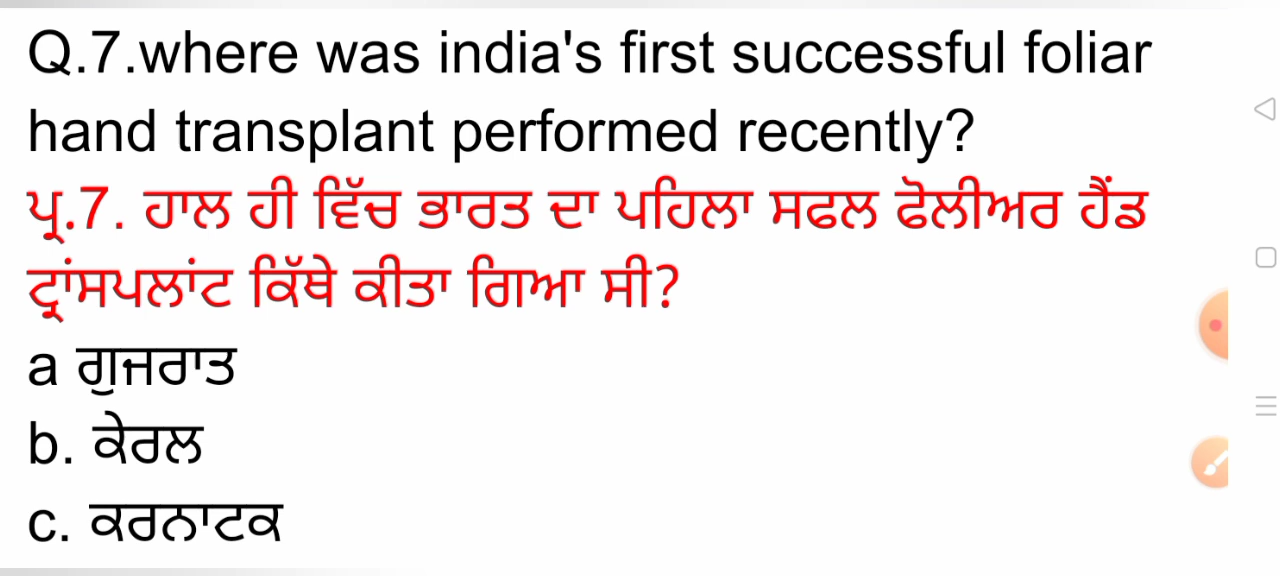 Q.7.where was india's first successful foliar
hand transplant performed recently?
ਪ੍ਰ.7. ਹਾਲ ਹੀ ਵਿੱਚ ਭਾਰਤ ਦਾ ਪਹਿਲਾ ਸਫਲ ਫੋਲੀਅਰ ਹੈਂਡ
ਟ੍ਰਾਂਸਪਲਾਂਟ ਕਿੱਥੇ ਕੀਤਾ ਗਿਆ ਸੀ?
a ਗੁਜਰਾਤ
b. ਕੇਰਲ
c. ਕਰਨਾਟਕ